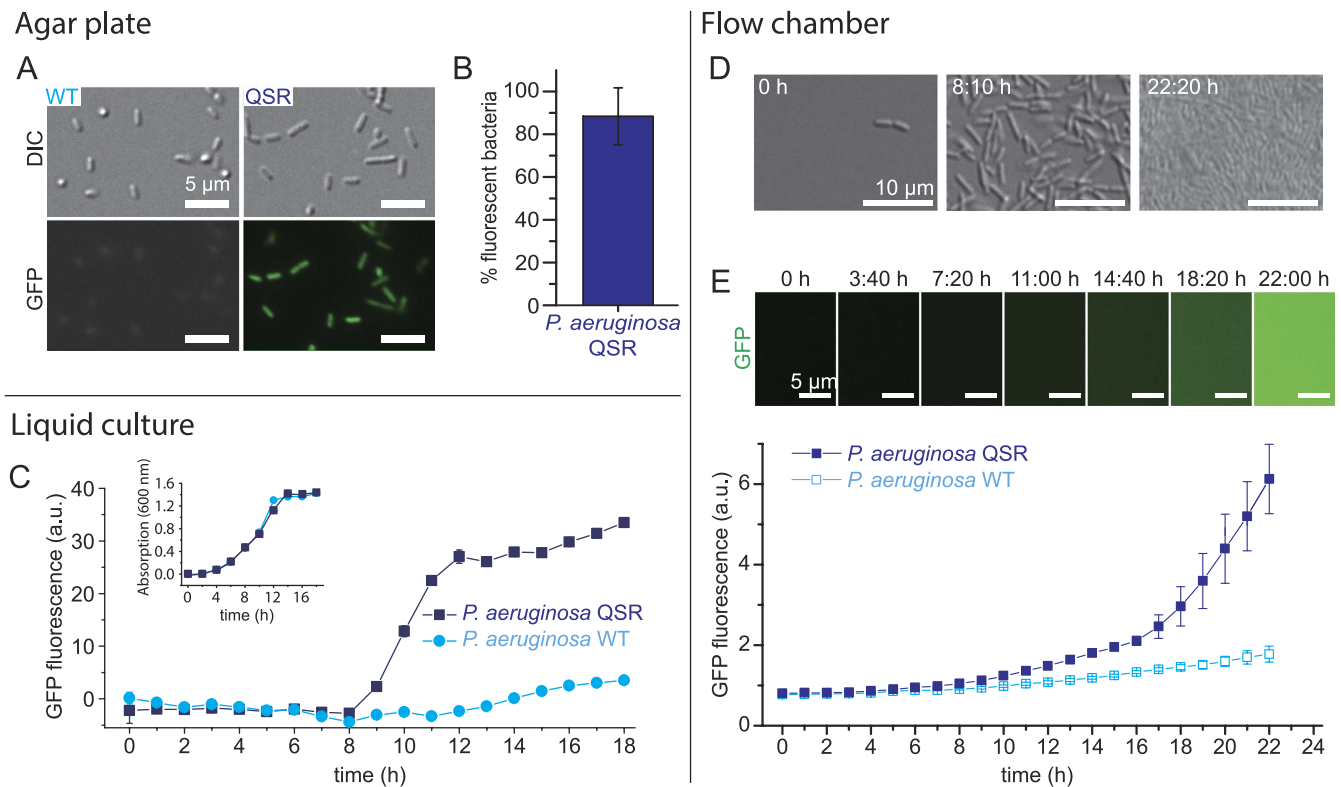 Agar plate
A
WT
QSR
DIC
5 µm
GFP
B
% fluorescent bacteria
100
80
60
40
20
0
P. aeruginosa
QSR
Liquid culture
C
GFP fluorescence (a.u.)
40
30
20
10
0
0 2 4 6 8 10 12 14 16 18
time (h)
Absorption (600 nm)
1.6
1.2
0.8
0.4
0.0
0 4 8 12 16
time (h)
P. aeruginosa QSR
P. aeruginosa WT
Flow chamber
D
0 h
8:10 h
22:20 h
10 µm
E
0 h 3:40 h 7:20 h 11:00 h 14:40 h 18:20 h 22:00 h
GFP
5 µm
P. aeruginosa QSR
P. aeruginosa WT
GFP fluorescence (a.u.)
6
4
2
0
0 2 4 6 8 10 12 14 16 18 20 22 24
time (h)